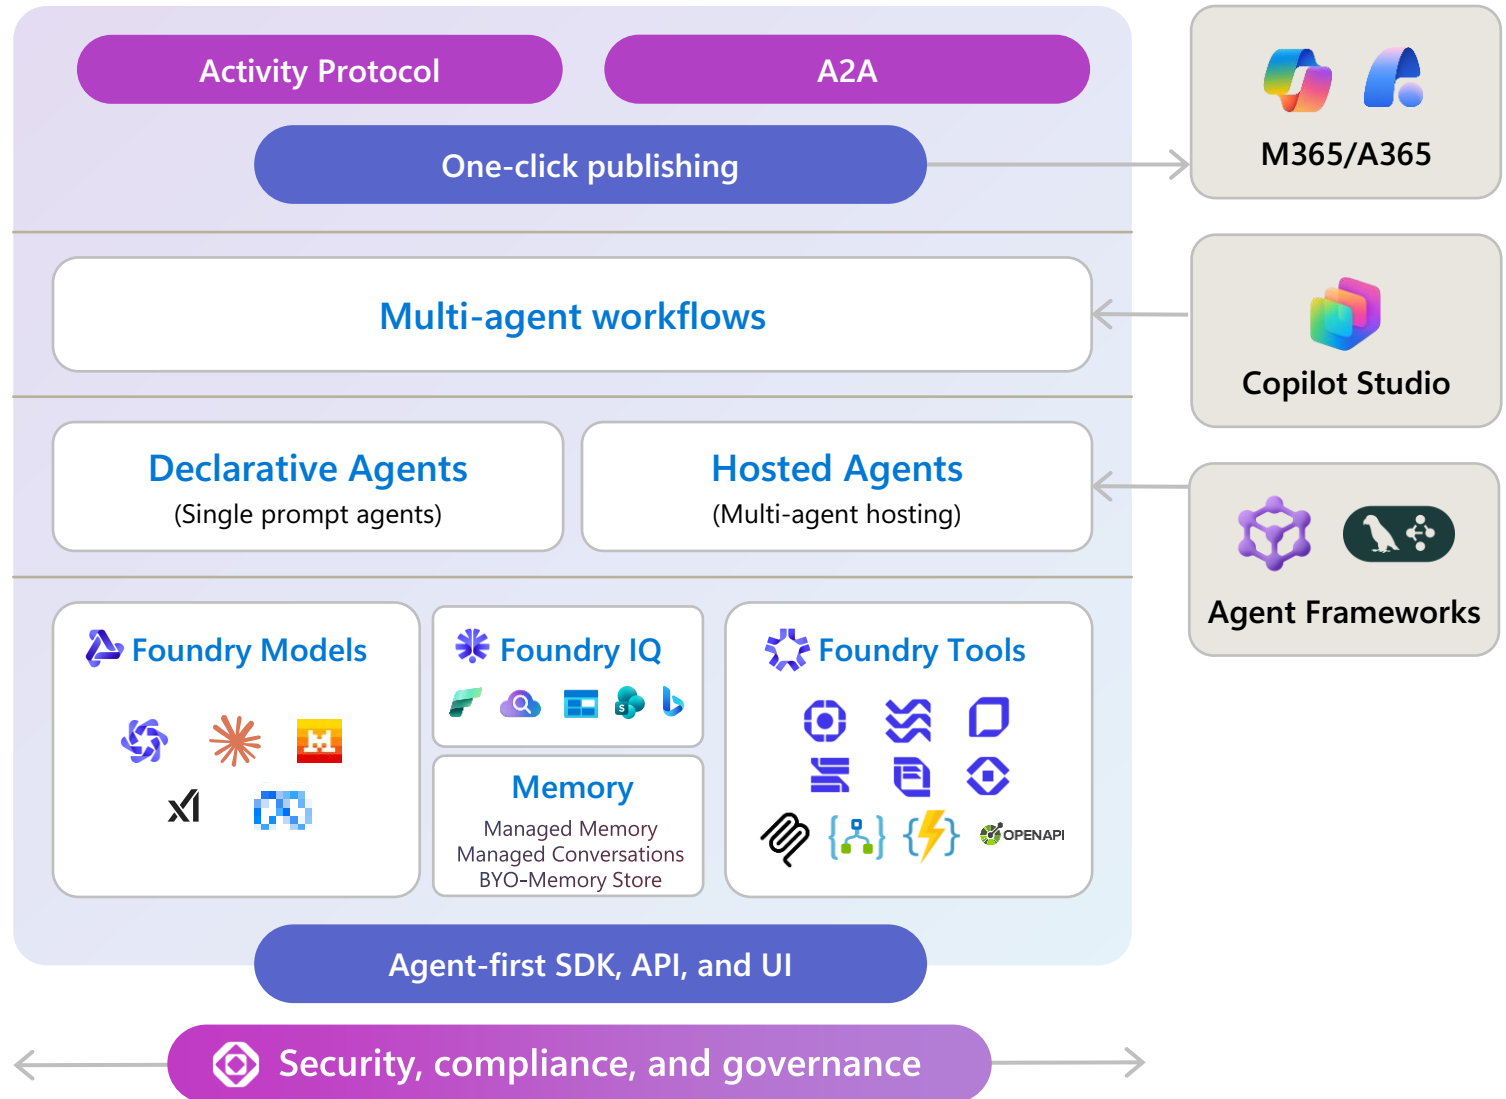 Activity Protocol
A2A
One-click publishing
M365/A365
Multi-agent workflows
Copilot Studio
Declarative Agents
(Single prompt agents)
Hosted Agents
(Multi-agent hosting)
Agent Frameworks
Foundry Models
xI
Foundry IQ
S
Memory
Managed Memory
Managed Conversations
BYO-Memory Store
Foundry Tools
OPENAPI
Agent-first SDK, API, and UI
Security, compliance, and governance